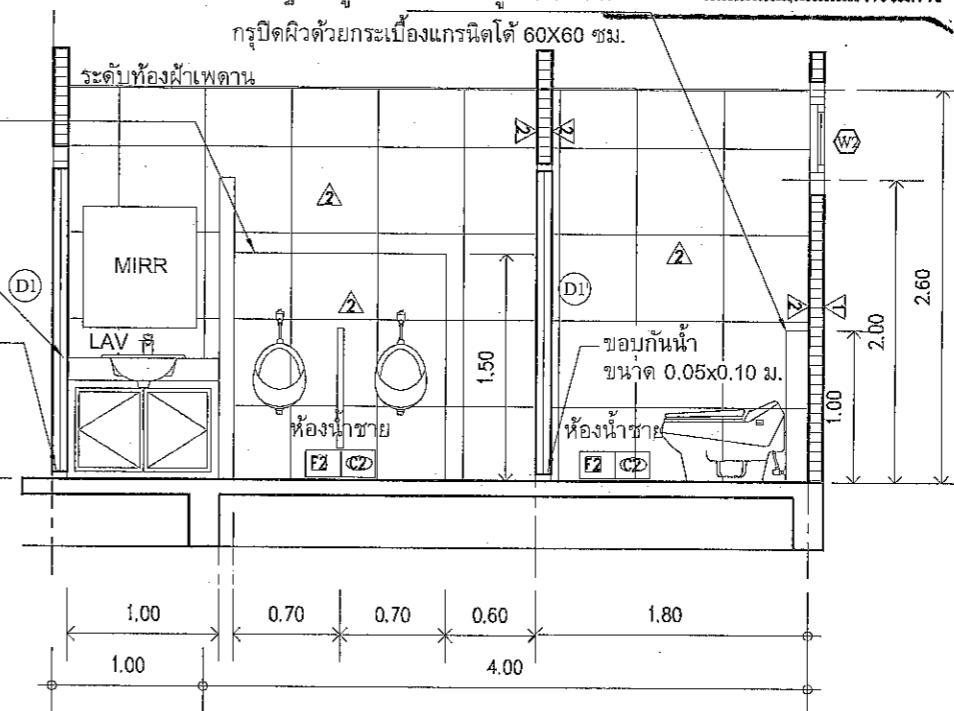 กรุปิดผิวด้วยกระเบื้องแกรนิตโต้ 60X60 ซม.
ระดับท้องฝ้าเพดาน
2 2
W2
2
2
MIRR
D1
D1'
2
2 1
2.60
2.00
LAV
ขอบกันน้ำ
ขนาด 0.05x0.10 ม.
1.50
1.00
ห้องน้ำชาย
ห้องน้ำชาย
F2 C2
F2 C2
1.00 0.70 0.70 0.60 1.80
1.00 4.00